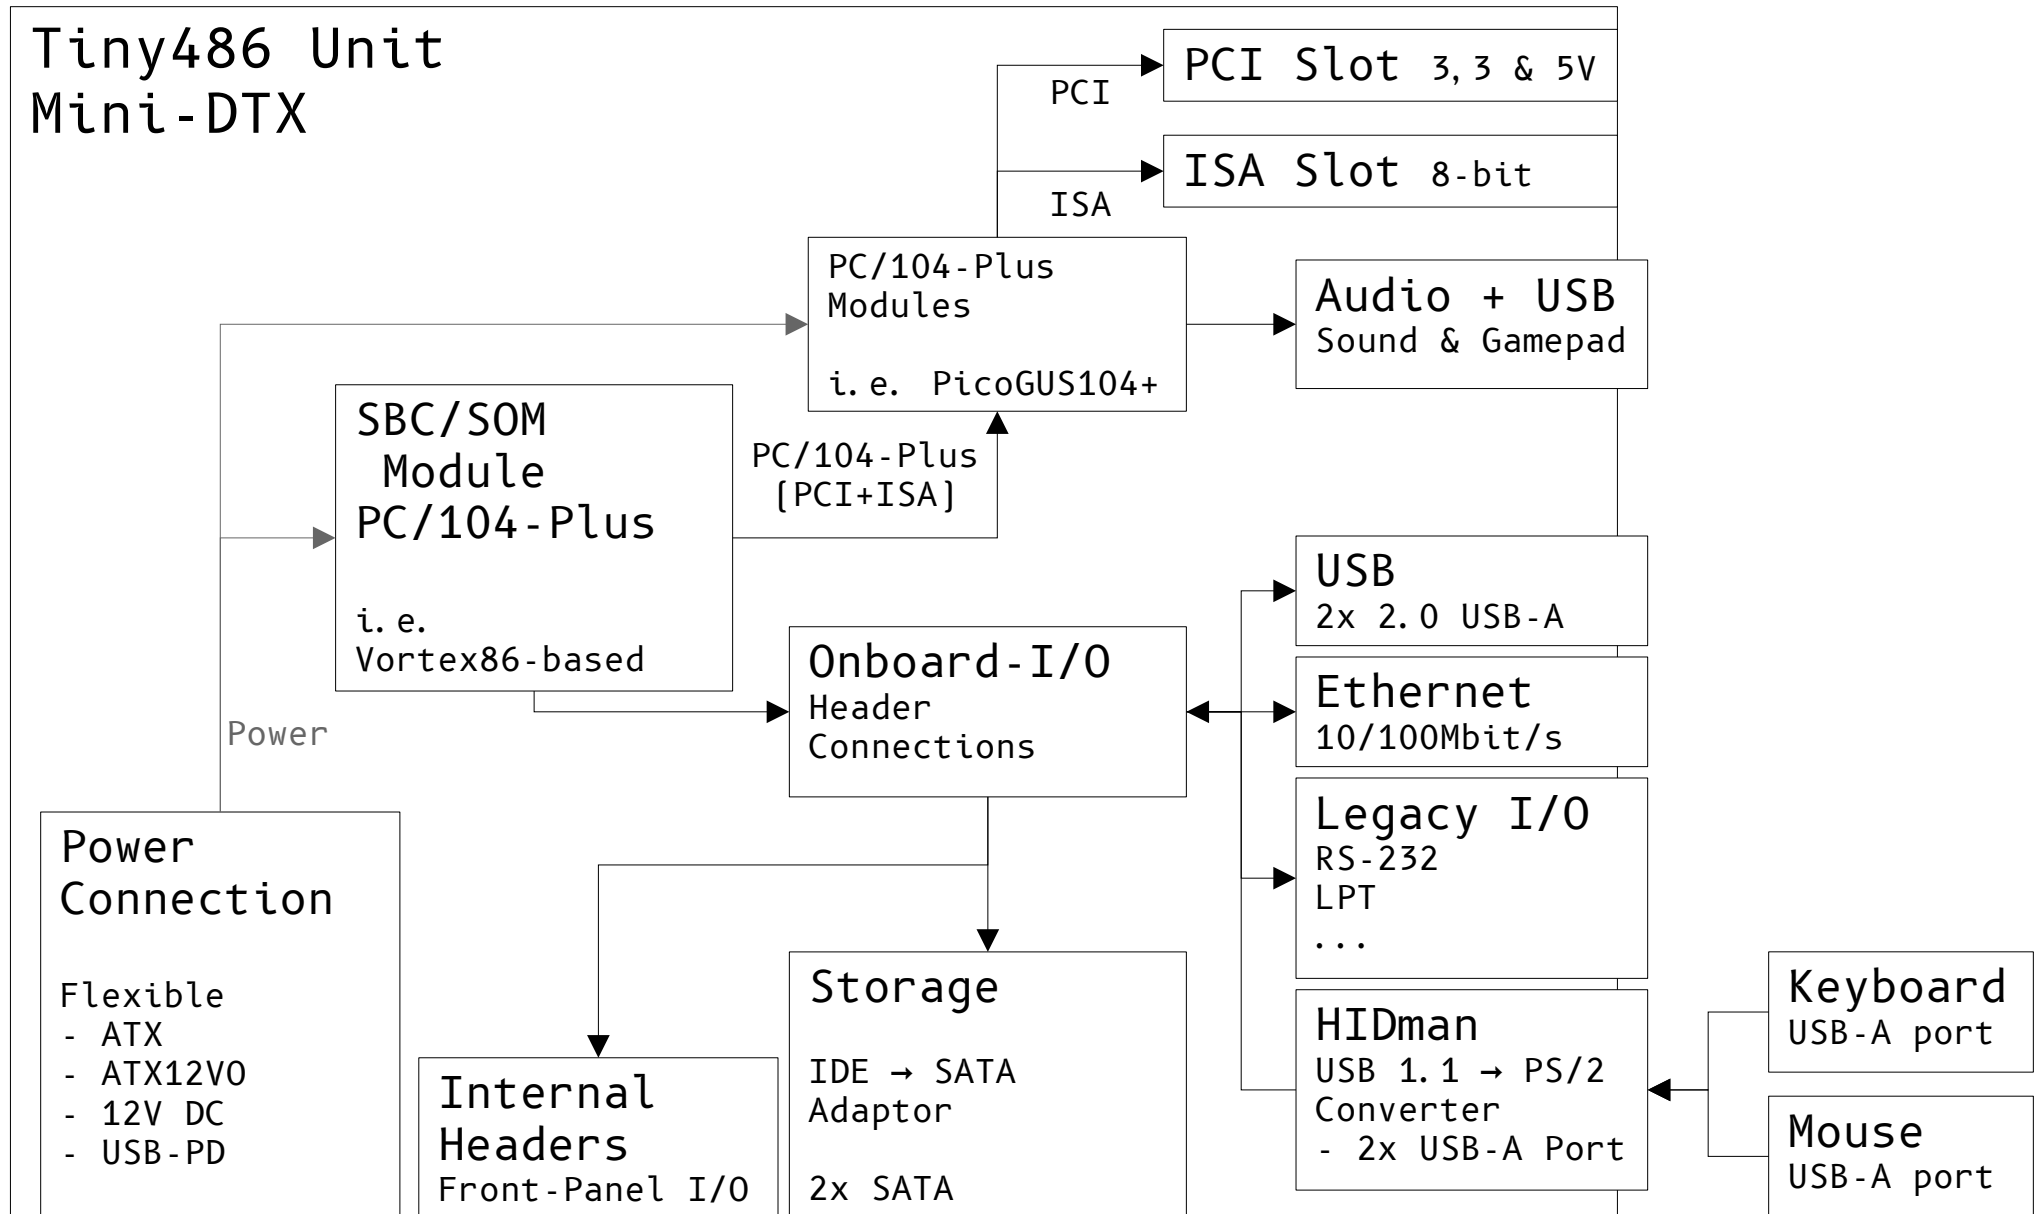 Tiny486 Unit
Mini-DTX
PCI Slot 3,3 & 5V
PCI
ISA Slot 8-bit
ISA
PC/104-Plus
Modules
i.e. PicoGUS104+
Audio + USB
Sound & Gamepad
SBC/SOM
Module
PC/104-Plus
i.e.
Vortex86-based
PC/104-Plus
(PCI+ISA)
USB
2x 2.0 USB-A
Onboard-I/O
Header
Connections
Ethernet
10/100Mbit/s
Power
Legacy I/O
RS-232
LPT
...
Power
Connection
Flexible
- ATX
- ATX12VO
- 12V DC
- USB-PD
Internal
Headers
Front-Panel I/O
Storage
IDE → SATA
Adaptor
2x SATA
HIDman
USB 1.1 → PS/2
Converter
- 2x USB-A Port
Keyboard
USB-A port
Mouse
USB-A port